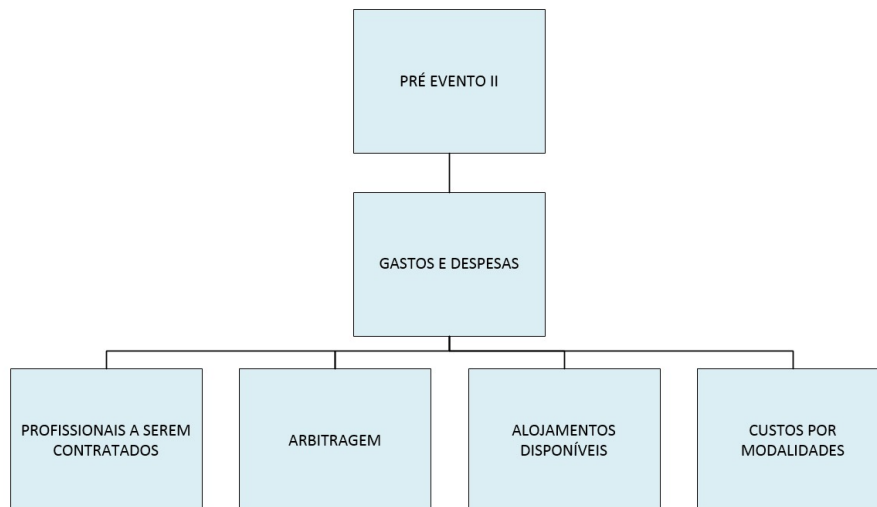 PRÉ EVENTO II
GASTOS E DESPESAS
PROFISSIONAIS A SEREM
CONTRATADOS
ARBITRAGEM
ALOJAMENTOS
DISPONÍVEIS
CUSTOS POR
MODALIDADES